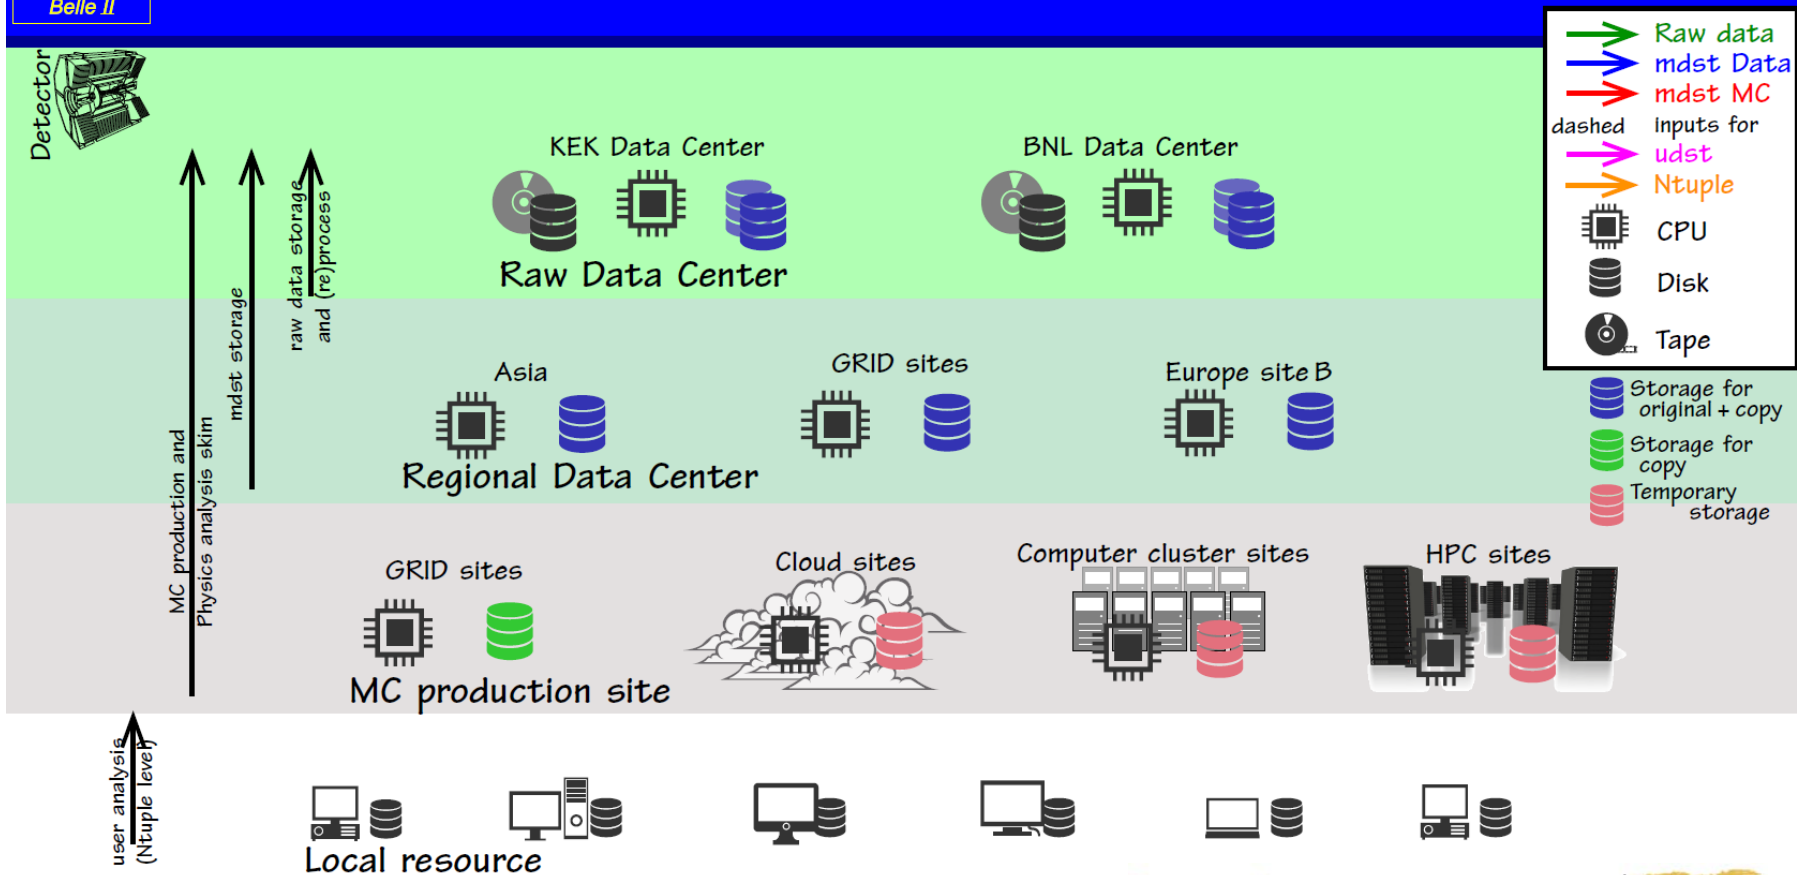 Belle II
Detector
KEK Data Center
BNL Data Center
Raw Data Center
raw data storage
and (re)process
mdst storage
MC production and
Physics analysis skim
Asia
GRID sites
Europe site B
Regional Data Center
GRID sites
Cloud sites
Computer cluster sites
HPC sites
MC production site
user analysis
(Ntuple level)
Local resource
Raw data
mdst Data
mdst MC
dashed inputs for
udst
Ntuple
CPU
Disk
Tape
Storage for
original + copy
Storage for
copy
Temporary
storage